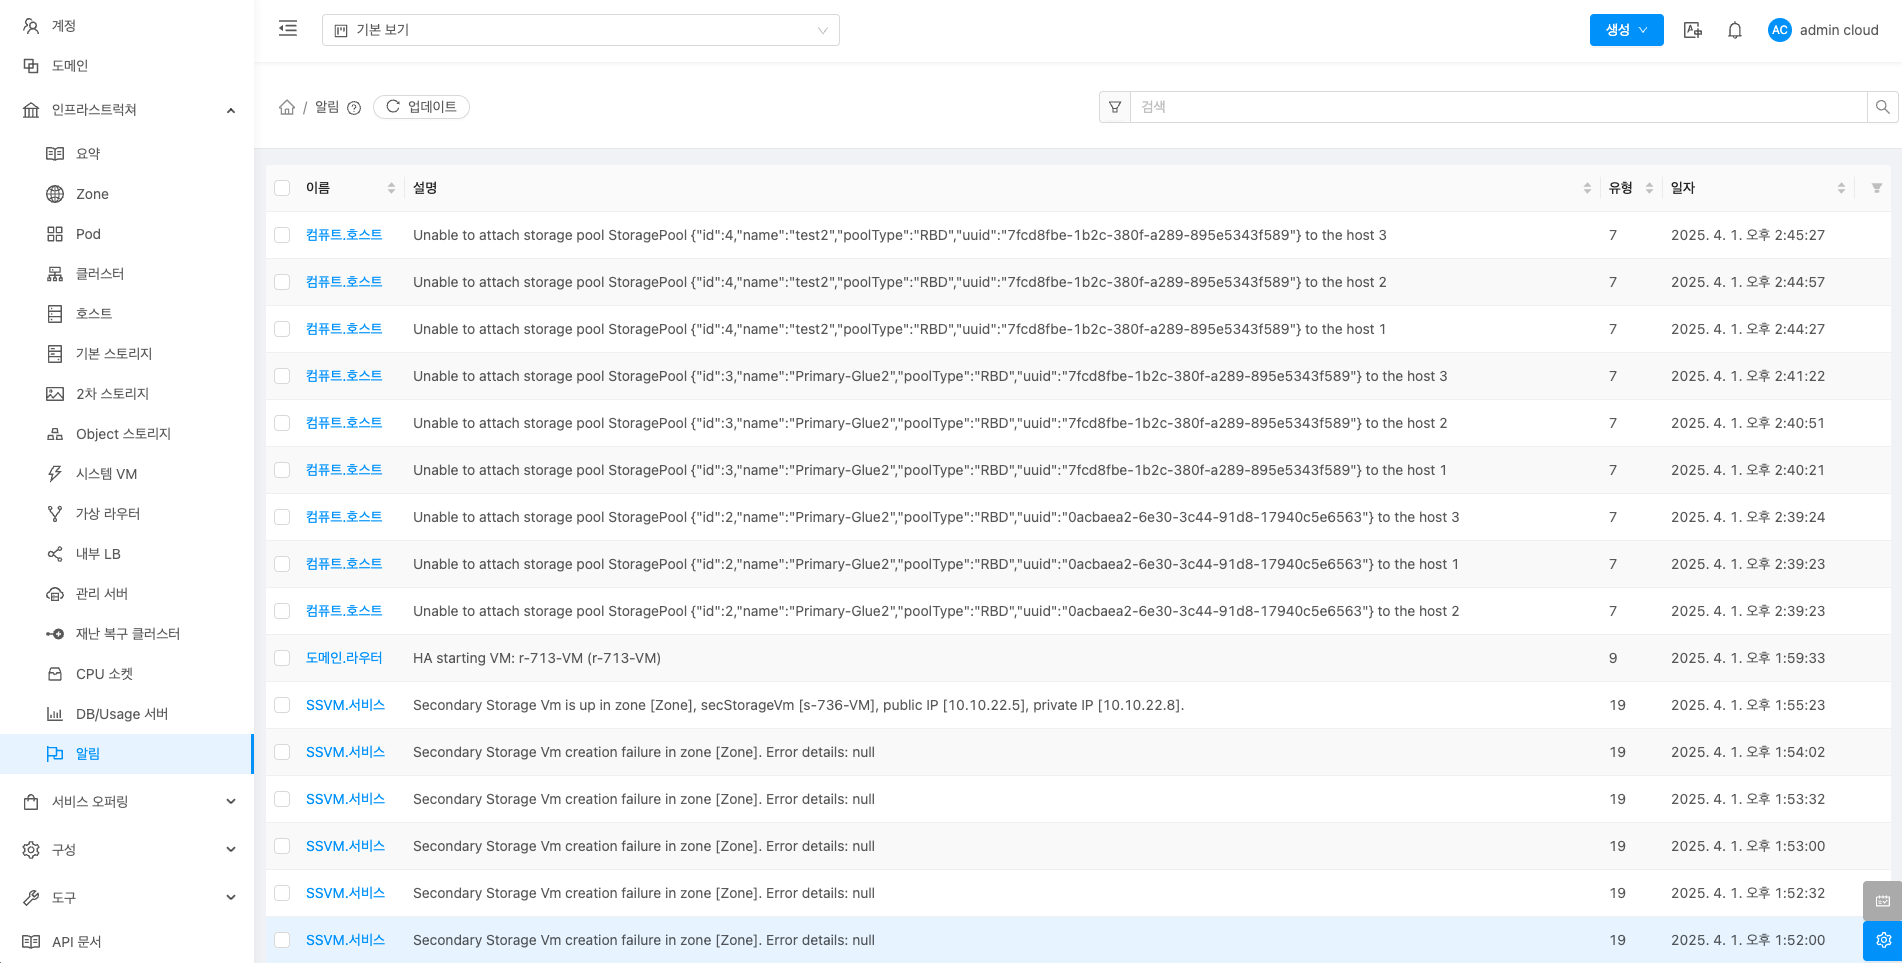 계정
도메인
인프라스트럭쳐
요약
Zone
Pod
클러스터
호스트
기본 스토리지
2차 스토리지
Object 스토리지
시스템 VM
가상 라우터
내부 LB
관리 서버
재난 복구 클러스터
CPU 소켓
DB/Usage 서버
알림
서비스 오퍼링
구성
도구
API 문서
기본 보기
생성
AC admin cloud
/ 알림 업데이트
검색
이름 설명 유형 일자
컴퓨트.호스트 Unable to attach storage pool StoragePool {"id":4,"name":"test2","poolType":"RBD","uuid":"7fcd8fbe-1b2c-380f-a289-895e5343f589"} to the host 3 7 2025. 4. 1. 오후 2:45:27
컴퓨트.호스트 Unable to attach storage pool StoragePool {"id":4,"name":"test2","poolType":"RBD","uuid":"7fcd8fbe-1b2c-380f-a289-895e5343f589"} to the host 2 7 2025. 4. 1. 오후 2:44:57
컴퓨트.호스트 Unable to attach storage pool StoragePool {"id":4,"name":"test2","poolType":"RBD","uuid":"7fcd8fbe-1b2c-380f-a289-895e5343f589"} to the host 1 7 2025. 4. 1. 오후 2:44:27
컴퓨트.호스트 Unable to attach storage pool StoragePool {"id":3,"name":"Primary-Glue2","poolType":"RBD","uuid":"7fcd8fbe-1b2c-380f-a289-895e5343f589"} to the host 3 7 2025. 4. 1. 오후 2:41:22
컴퓨트.호스트 Unable to attach storage pool StoragePool {"id":3,"name":"Primary-Glue2","poolType":"RBD","uuid":"7fcd8fbe-1b2c-380f-a289-895e5343f589"} to the host 2 7 2025. 4. 1. 오후 2:40:51
컴퓨트.호스트 Unable to attach storage pool StoragePool {"id":3,"name":"Primary-Glue2","poolType":"RBD","uuid":"7fcd8fbe-1b2c-380f-a289-895e5343f589"} to the host 1 7 2025. 4. 1. 오후 2:40:21
컴퓨트.호스트 Unable to attach storage pool StoragePool {"id":2,"name":"Primary-Glue2","poolType":"RBD","uuid":"0acbaea2-6e30-3c44-91d8-17940c5e6563"} to the host 3 7 2025. 4. 1. 오후 2:39:24
컴퓨트.호스트 Unable to attach storage pool StoragePool {"id":2,"name":"Primary-Glue2","poolType":"RBD","uuid":"0acbaea2-6e30-3c44-91d8-17940c5e6563"} to the host 1 7 2025. 4. 1. 오후 2:39:23
컴퓨트.호스트 Unable to attach storage pool StoragePool {"id":2,"name":"Primary-Glue2","poolType":"RBD","uuid":"0acbaea2-6e30-3c44-91d8-17940c5e6563"} to the host 2 7 2025. 4. 1. 오후 2:39:23
도메인.라우터 HA starting VM: r-713-VM (r-713-VM) 9 2025. 4. 1. 오후 1:59:33
SSVM.서비스 Secondary Storage Vm is up in zone [Zone], secStorageVm [s-736-VM], public IP [10.10.22.5], private IP [10.10.22.8]. 19 2025. 4. 1. 오후 1:55:23
SSVM.서비스 Secondary Storage Vm creation failure in zone [Zone]. Error details: null 19 2025. 4. 1. 오후 1:54:02
SSVM.서비스 Secondary Storage Vm creation failure in zone [Zone]. Error details: null 19 2025. 4. 1. 오후 1:53:32
SSVM.서비스 Secondary Storage Vm creation failure in zone [Zone]. Error details: null 19 2025. 4. 1. 오후 1:53:00
SSVM.서비스 Secondary Storage Vm creation failure in zone [Zone]. Error details: null 19 2025. 4. 1. 오후 1:52:32
SSVM.서비스 Secondary Storage Vm creation failure in zone [Zone]. Error details: null 19 2025. 4. 1. 오후 1:52:00